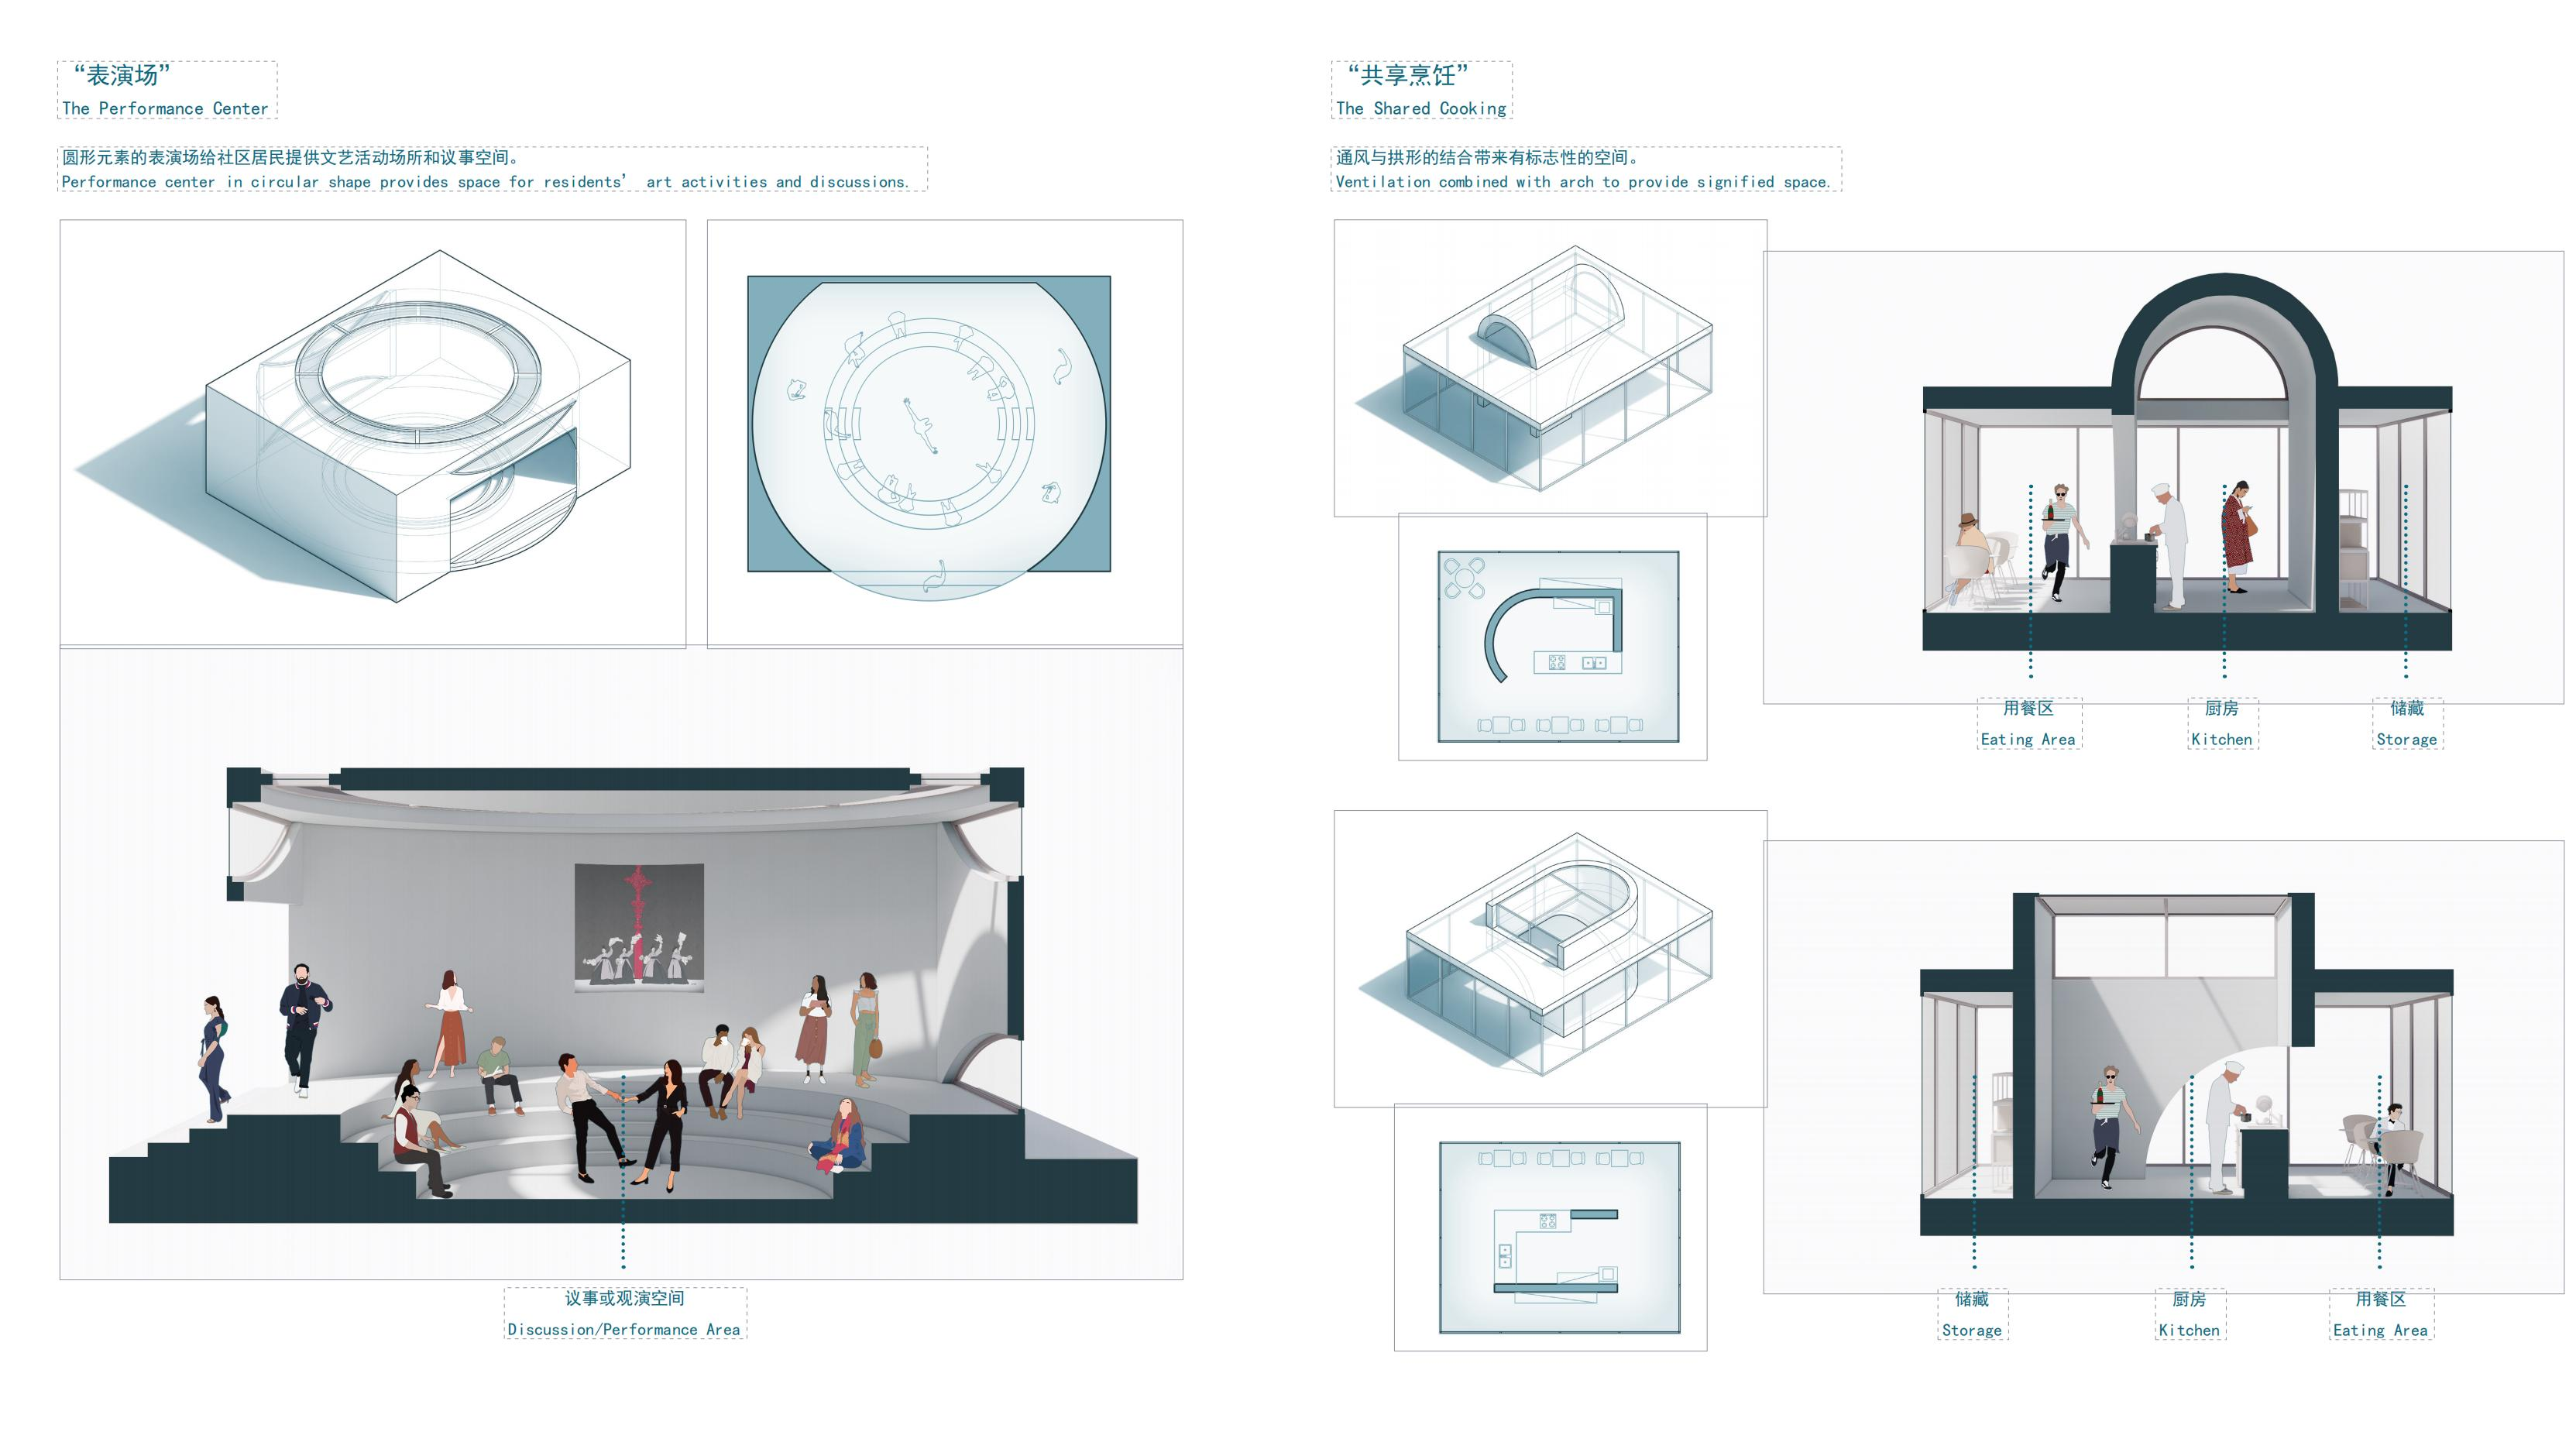 “表演场”
The Performance Center
圆形元素的表演场给社区居民提供文艺活动场所和议事空间。
Performance center in circular shape provides space for residents’ art activities and discussions.
议事或观演空间
Discussion/Performance Area
“共享烹饪”
The Shared Cooking
通风与拱形的结合带来有标志性的空间。
Ventilation combined with arch to provide signified space.
用餐区
Eating Area
厨房
Kitchen
储藏
Storage
储藏
Storage
厨房
Kitchen
用餐区
Eating Area